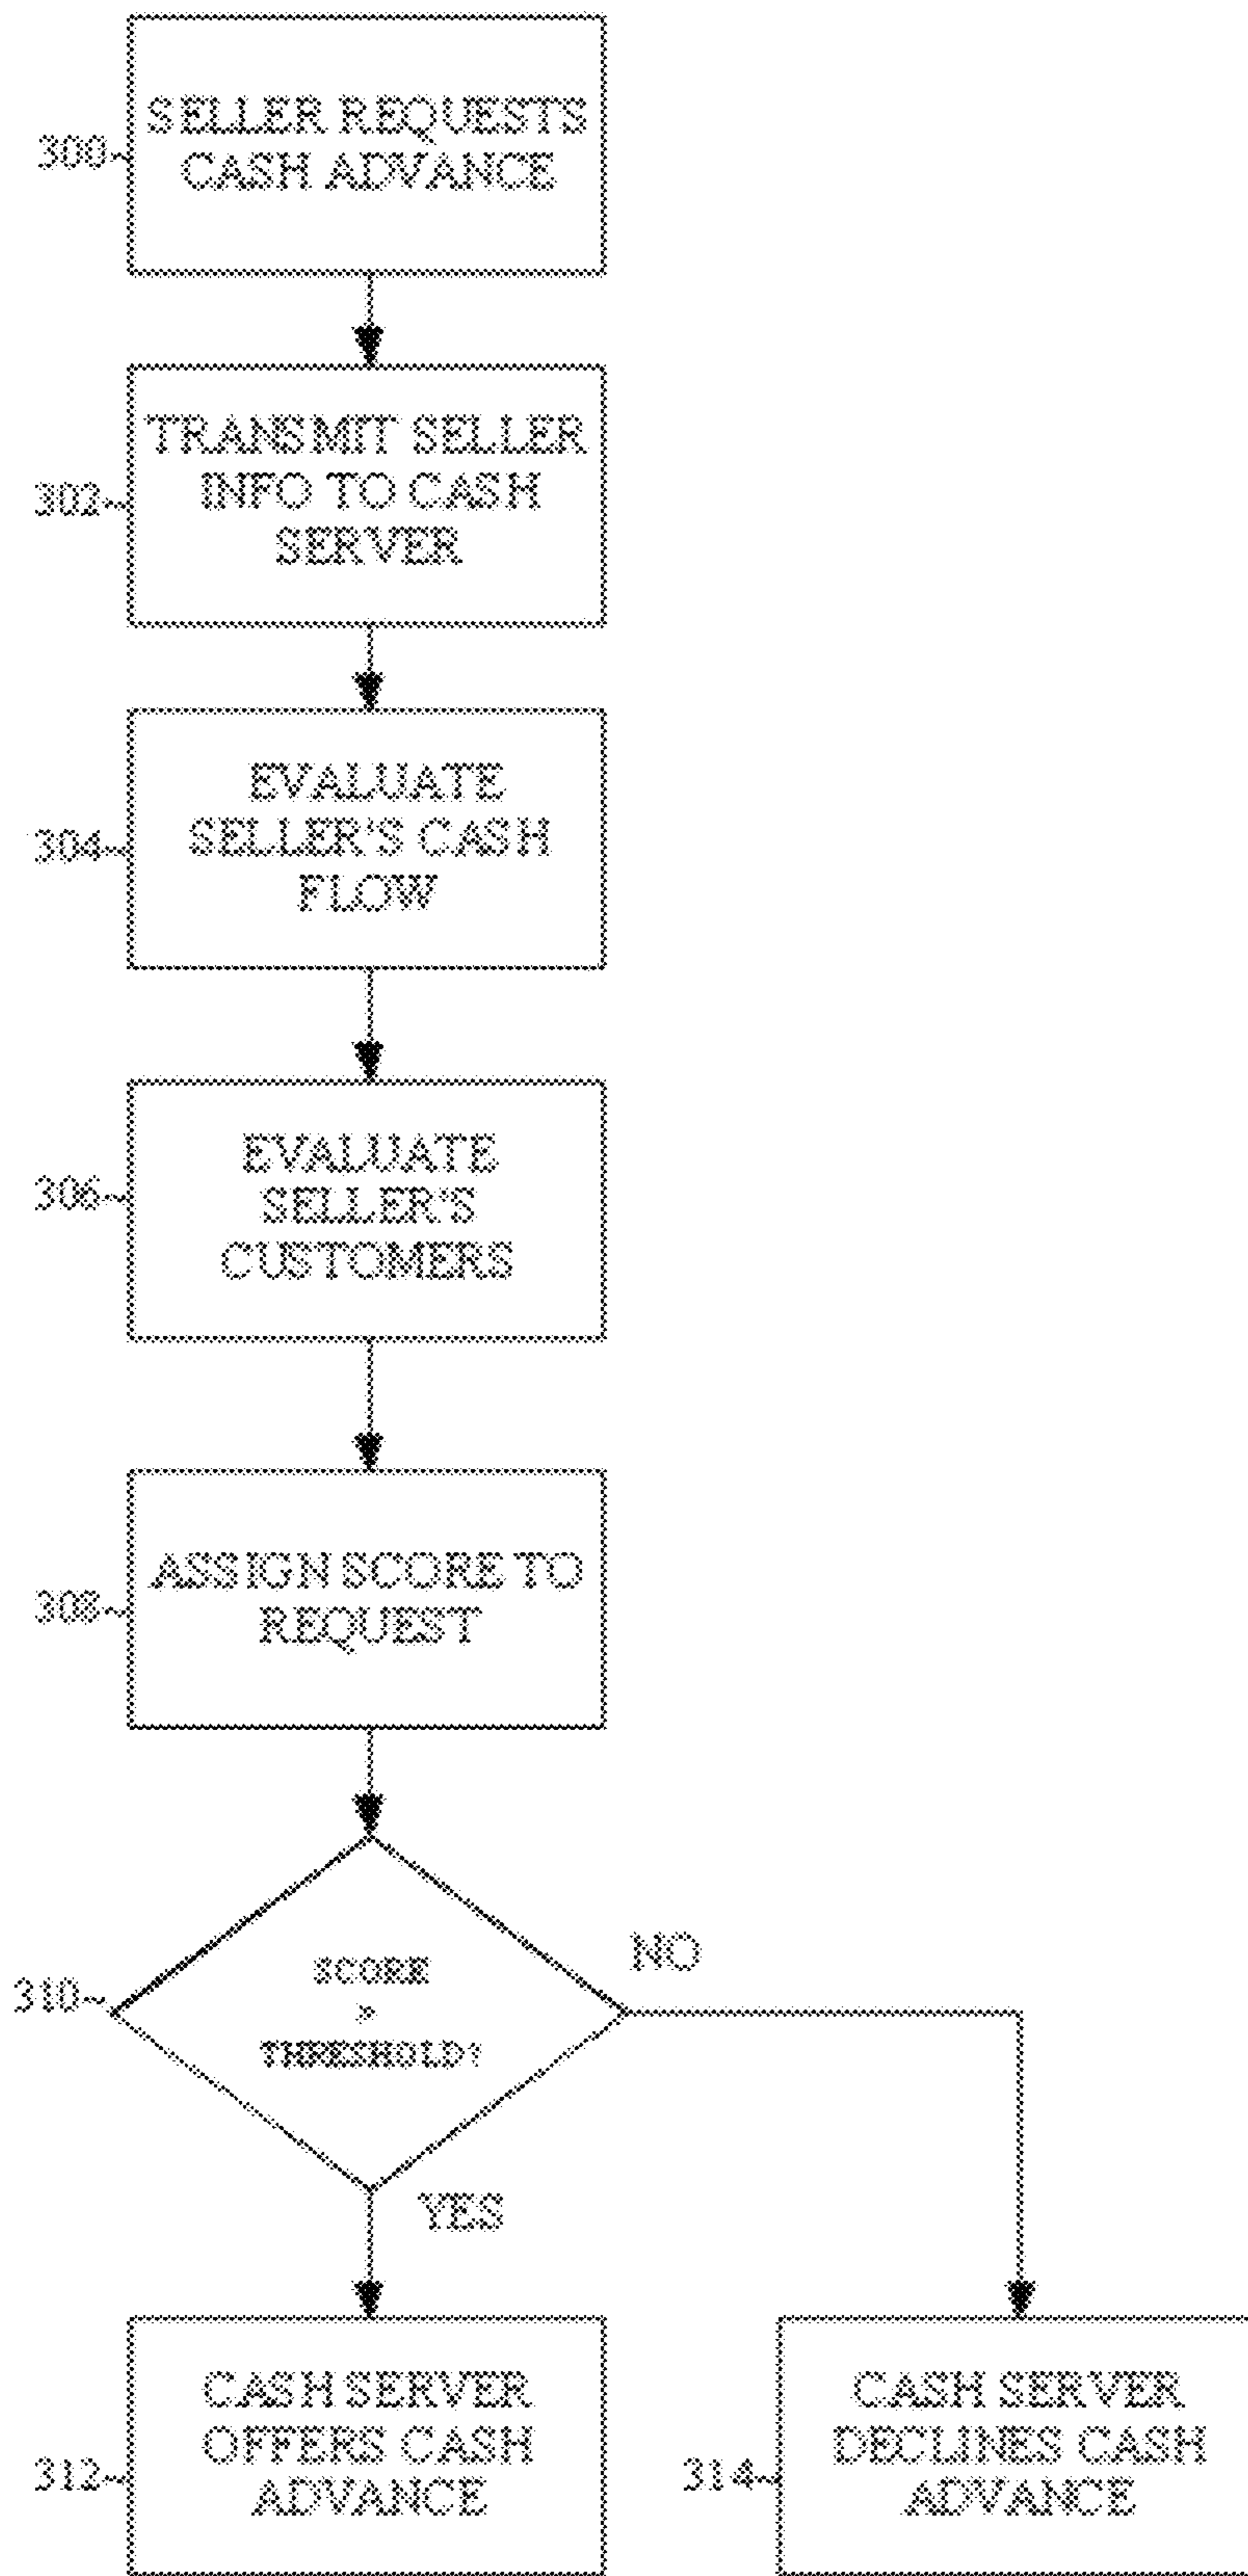 300
SELLER REQUESTS
CASH ADVANCE
302
TRANSMIT SELLER
INFO TO CASH
SERVER
304
EVALUATE
SELLER'S CASH
FLOW
306
EVALUATE
SELLER'S
CUSTOMERS
308
ASSIGN SCORE TO
REQUEST
310
SCORE
>
THRESHOLD?
NO
YES
312
CASH SERVER
OFFERS CASH
ADVANCE
314
CASH SERVER
DECLINES CASH
ADVANCE